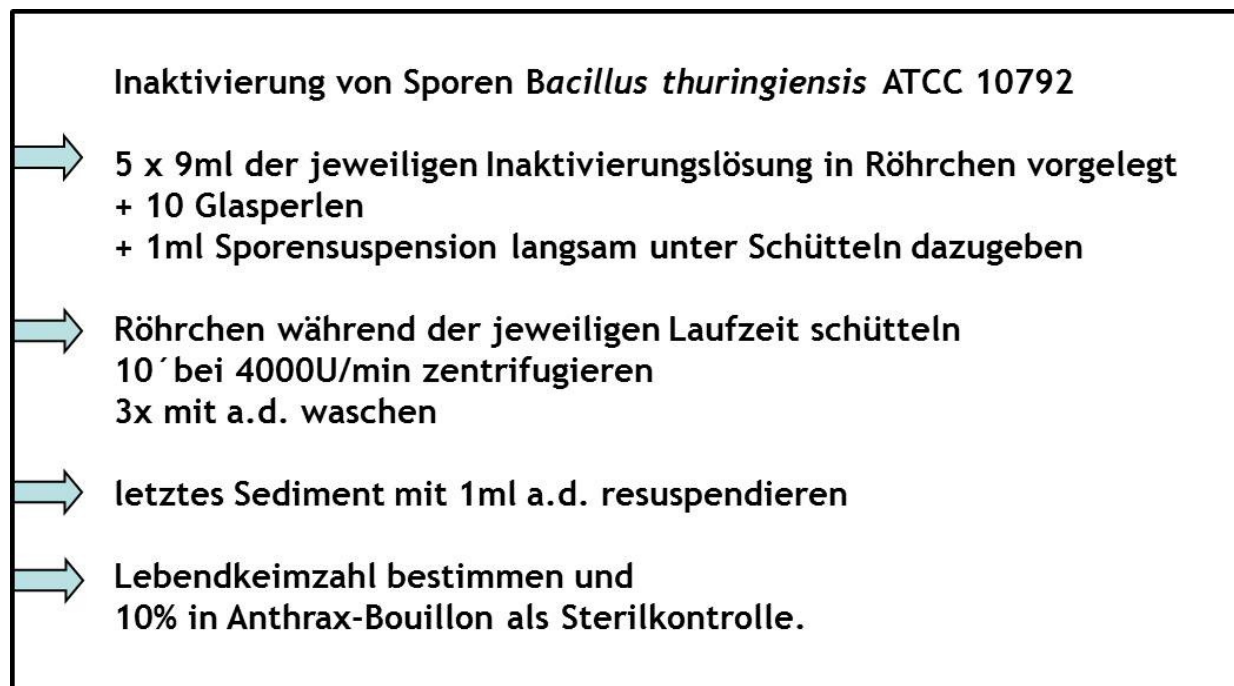 Inaktivierung von Sporen Bacillus thuringiensis ATCC 10792
5 x 9ml der jeweiligen Inaktivierungslösung in Röhrchen vorgelegt
+ 10 Glasperlen
+ 1ml Sporensuspension langsam unter Schütteln dazugeben
Röhrchen während der jeweiligen Laufzeit schütteln
10´bei 4000U/min zentrifugieren
3x mit a.d. waschen
letztes Sediment mit 1ml a.d. resuspendieren
Lebendkeimzahl bestimmen und
10% in Anthrax-Bouillon als Sterilkontrolle.